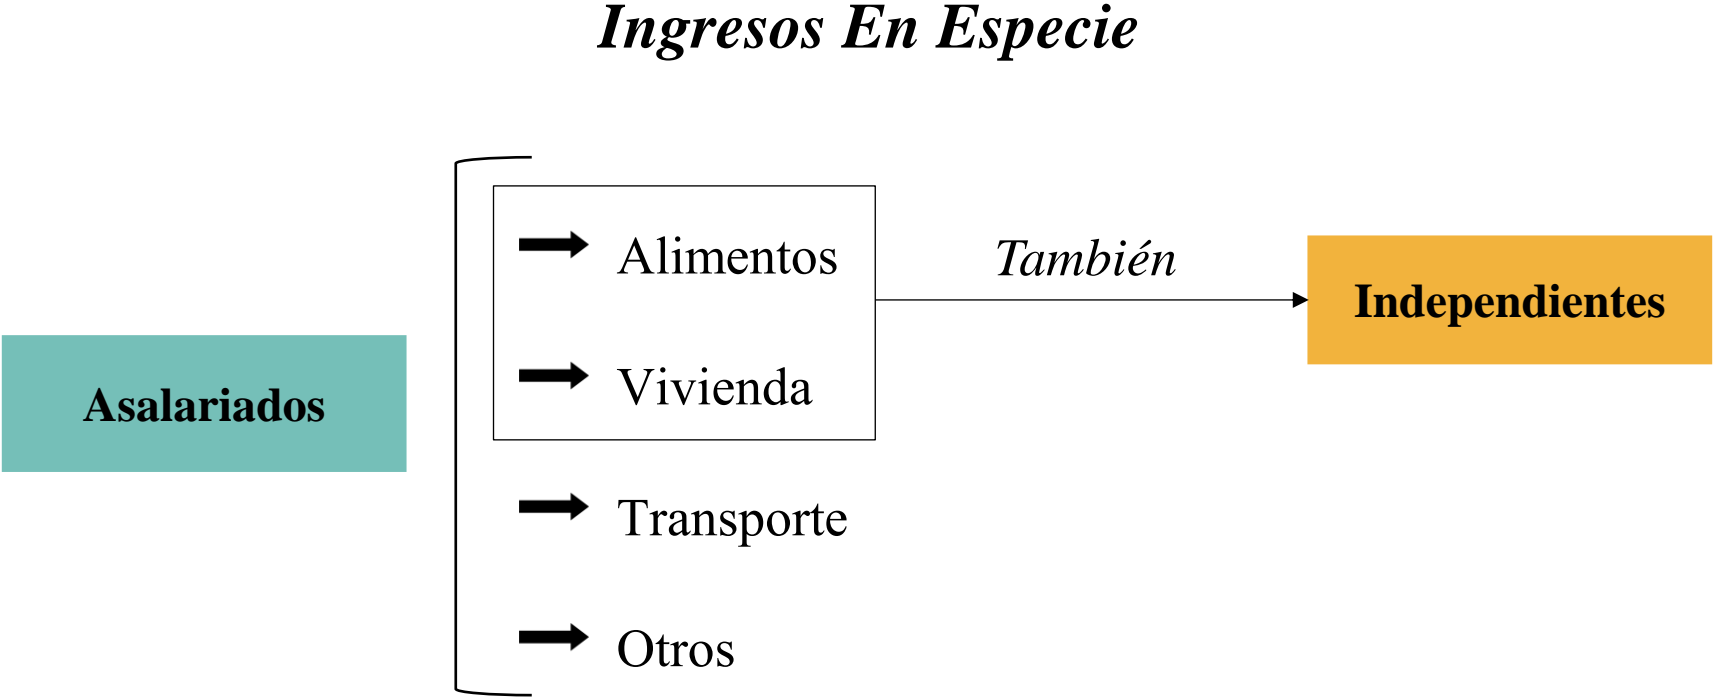 Ingresos En Especie
Alimentos
También
Independientes
Vivienda
Asalariados
Transporte
Otros